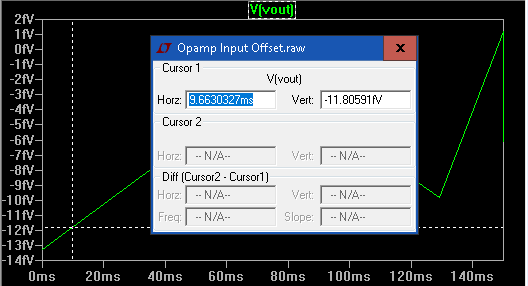 V(vout)
2fV
1fV
0fV
-1fV
-2fV
-3fV
-4fV
-5fV
-6fV
-7fV
-8fV
-9fV
-10fV
-11fV
-12fV
-13fV
-14fV
0ms 20ms 40ms 60ms 80ms 100ms 120ms 140ms
Opamp Input Offset.raw X
Cursor 1
V(vout)
Horz: 9.6630327ms Vert: -11.80591fV
Cursor 2
Horz: -- N/A-- Vert: -- N/A--
Diff (Cursor2 - Cursor1)
Horz: -- N/A-- Vert: -- N/A--
Freq: -- N/A-- Slope: -- N/A--